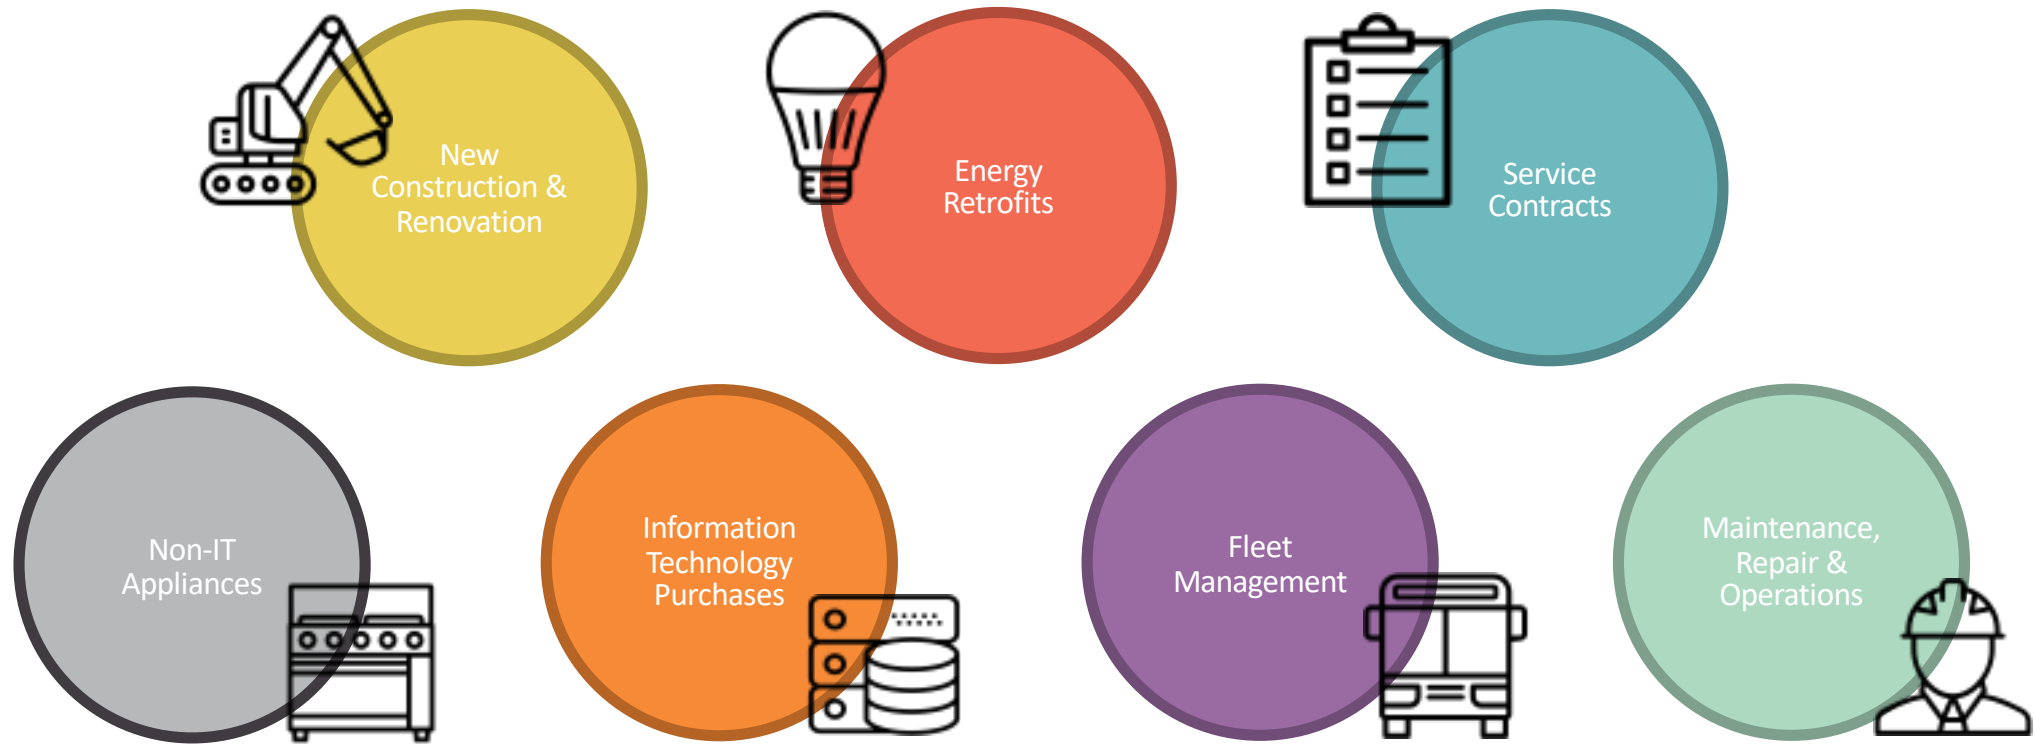 New
Construction &
Renovation
Energy
Retrofits
Service
Contracts
Non-IT
Appliances
Information
Technology
Purchases
Fleet
Management
Maintenance,
Repair &
Operations